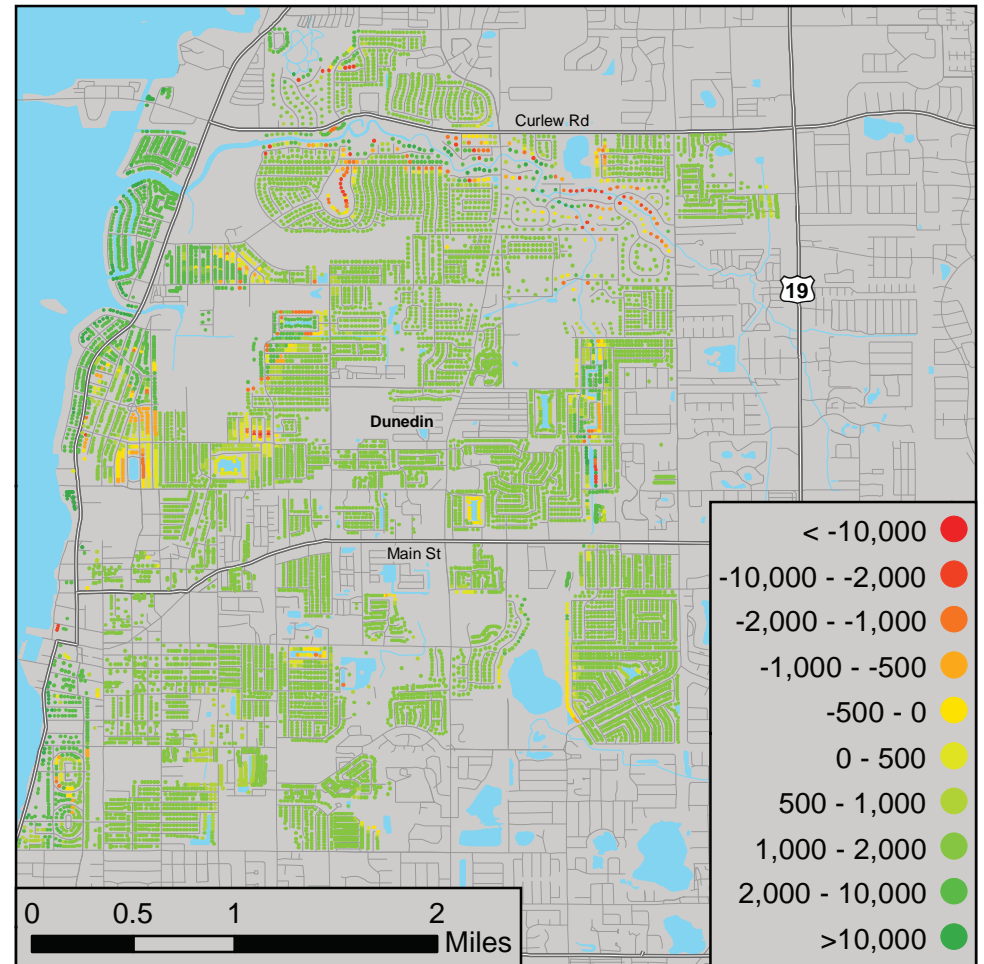 Curlew Rd
19
Dunedin
Main St
< -10,000
-10,000 - -2,000
-2,000 - -1,000
-1,000 - -500
-500 - 0
0 - 500
500 - 1,000
1,000 - 2,000
2,000 - 10,000
>10,000
0 0.5 1 2
Miles